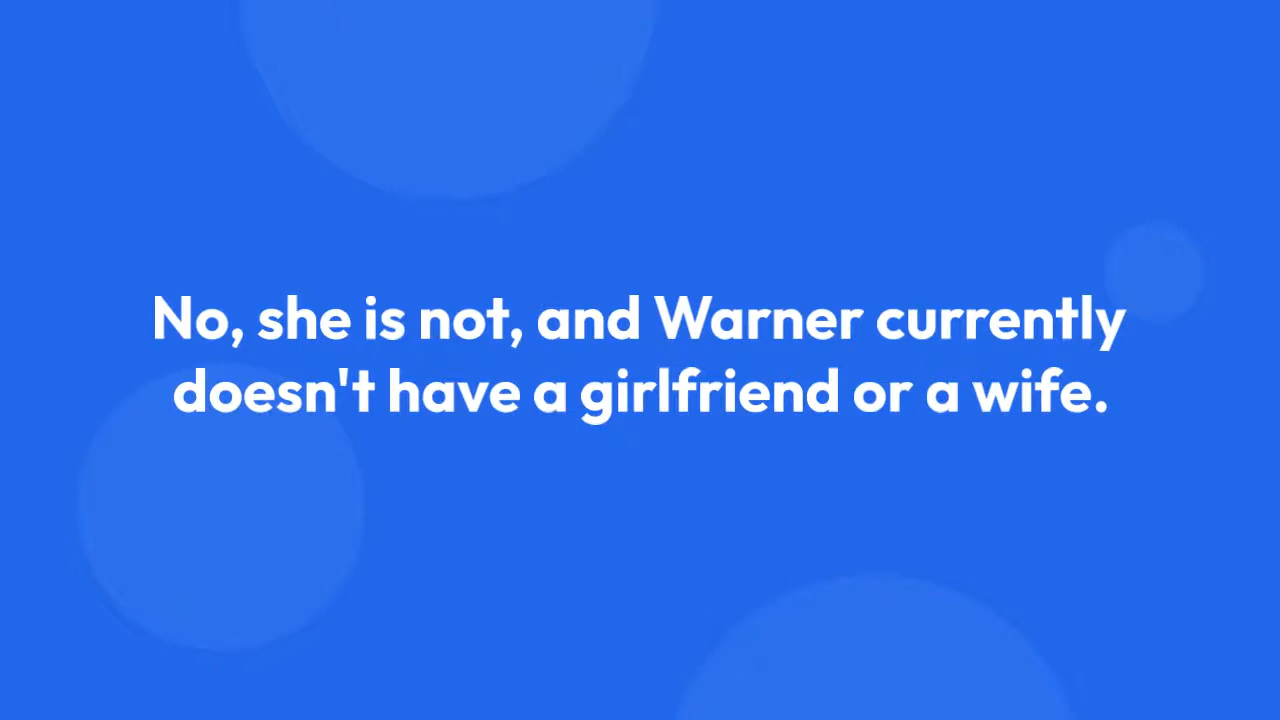 No, she is not, and Warner currently
doesn't have a girlfriend or a wife.